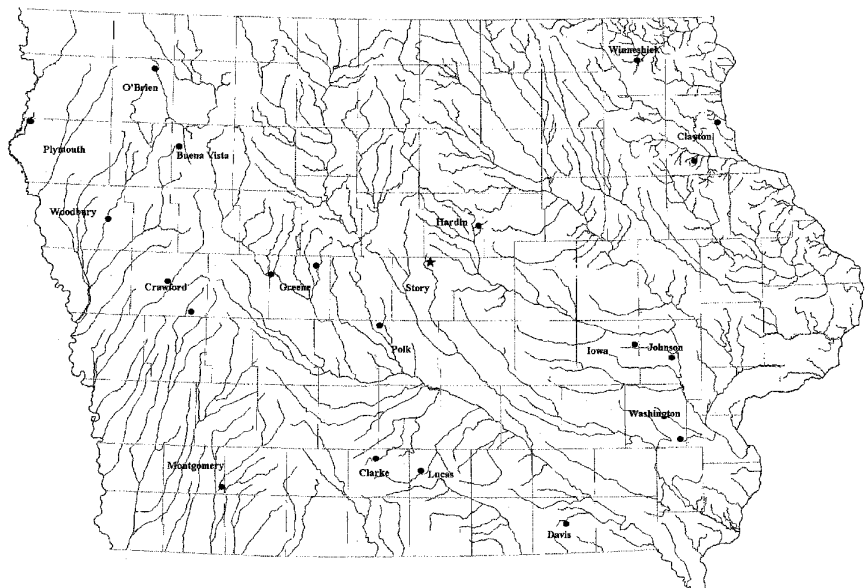 Winneshiek
O'Brien
Clayton
Plymouth
Buena Vista
Woodbury
Hardin
Crawford
Greene
Story
Iowa
Johnson
Polk
Washington
Montgomery
Clarke
Lucas
Davis